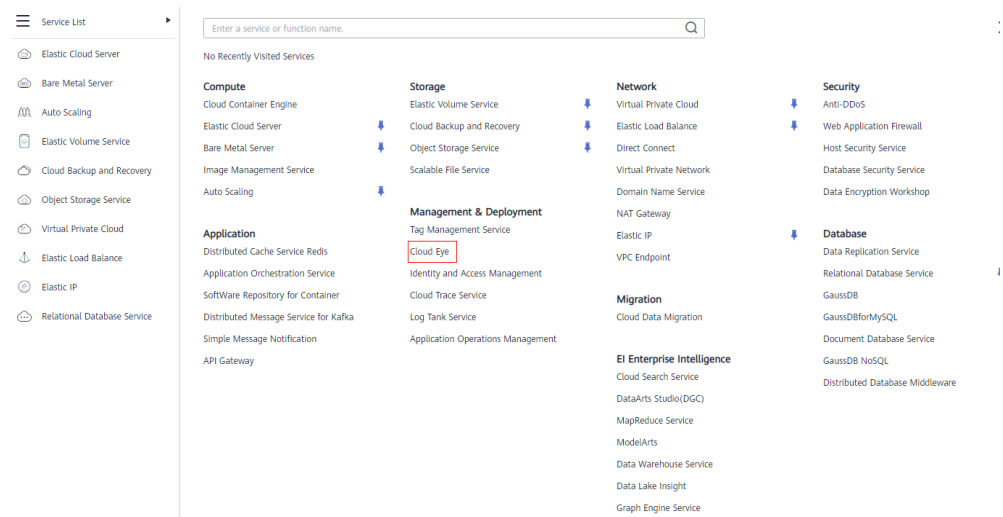 Service List
Elastic Cloud Server
Bare Metal Server
Auto Scaling
Elastic Volume Service
Cloud Backup and Recovery
Object Storage Service
Virtual Private Cloud
Elastic Load Balance
Elastic IP
Relational Database Service
Enter a service or function name.
No Recently Visited Services
Compute
Cloud Container Engine
Elastic Cloud Server
Bare Metal Server
Image Management Service
Auto Scaling
Application
Distributed Cache Service Redis
Application Orchestration Service
SoftWare Repository for Container
Distributed Message Service for Kafka
Simple Message Notification
API Gateway
Storage
Elastic Volume Service
Cloud Backup and Recovery
Object Storage Service
Scalable File Service
Management & Deployment
Tag Management Service
Cloud Eye
Identity and Access Management
Cloud Trace Service
Log Tank Service
Application Operations Management
Network
Virtual Private Cloud
Elastic Load Balance
Direct Connect
Virtual Private Network
Domain Name Service
NAT Gateway
Elastic IP
VPC Endpoint
Migration
Cloud Data Migration
EI Enterprise Intelligence
Cloud Search Service
DataArts Studio(DGC)
MapReduce Service
ModelArts
Data Warehouse Service
Data Lake Insight
Graph Engine Service
Security
Anti-DDoS
Web Application Firewall
Host Security Service
Database Security Service
Data Encryption Workshop
Database
Data Replication Service
Relational Database Service
GaussDB
GaussDBforMySQL
Document Database Service
GaussDB NoSQL
Distributed Database Middleware